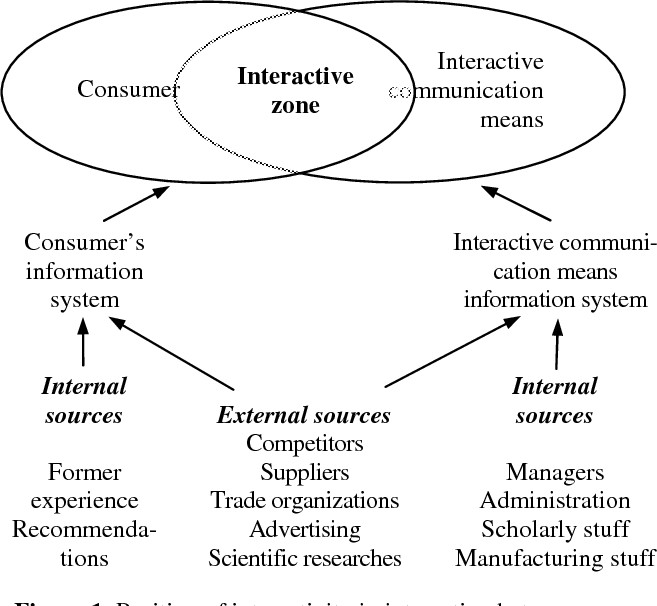 Consumer
Interactive
zone
Interactive
communication
means
Consumer’s
information
system
Interactive communi-
cation means
information system
Internal
sources
Former
experience
Recommenda-
tions
External sources
Competitors
Suppliers
Trade organizations
Advertising
Scientific researches
Internal
sources
Managers
Administration
Scholarly stuff
Manufacturing stuff